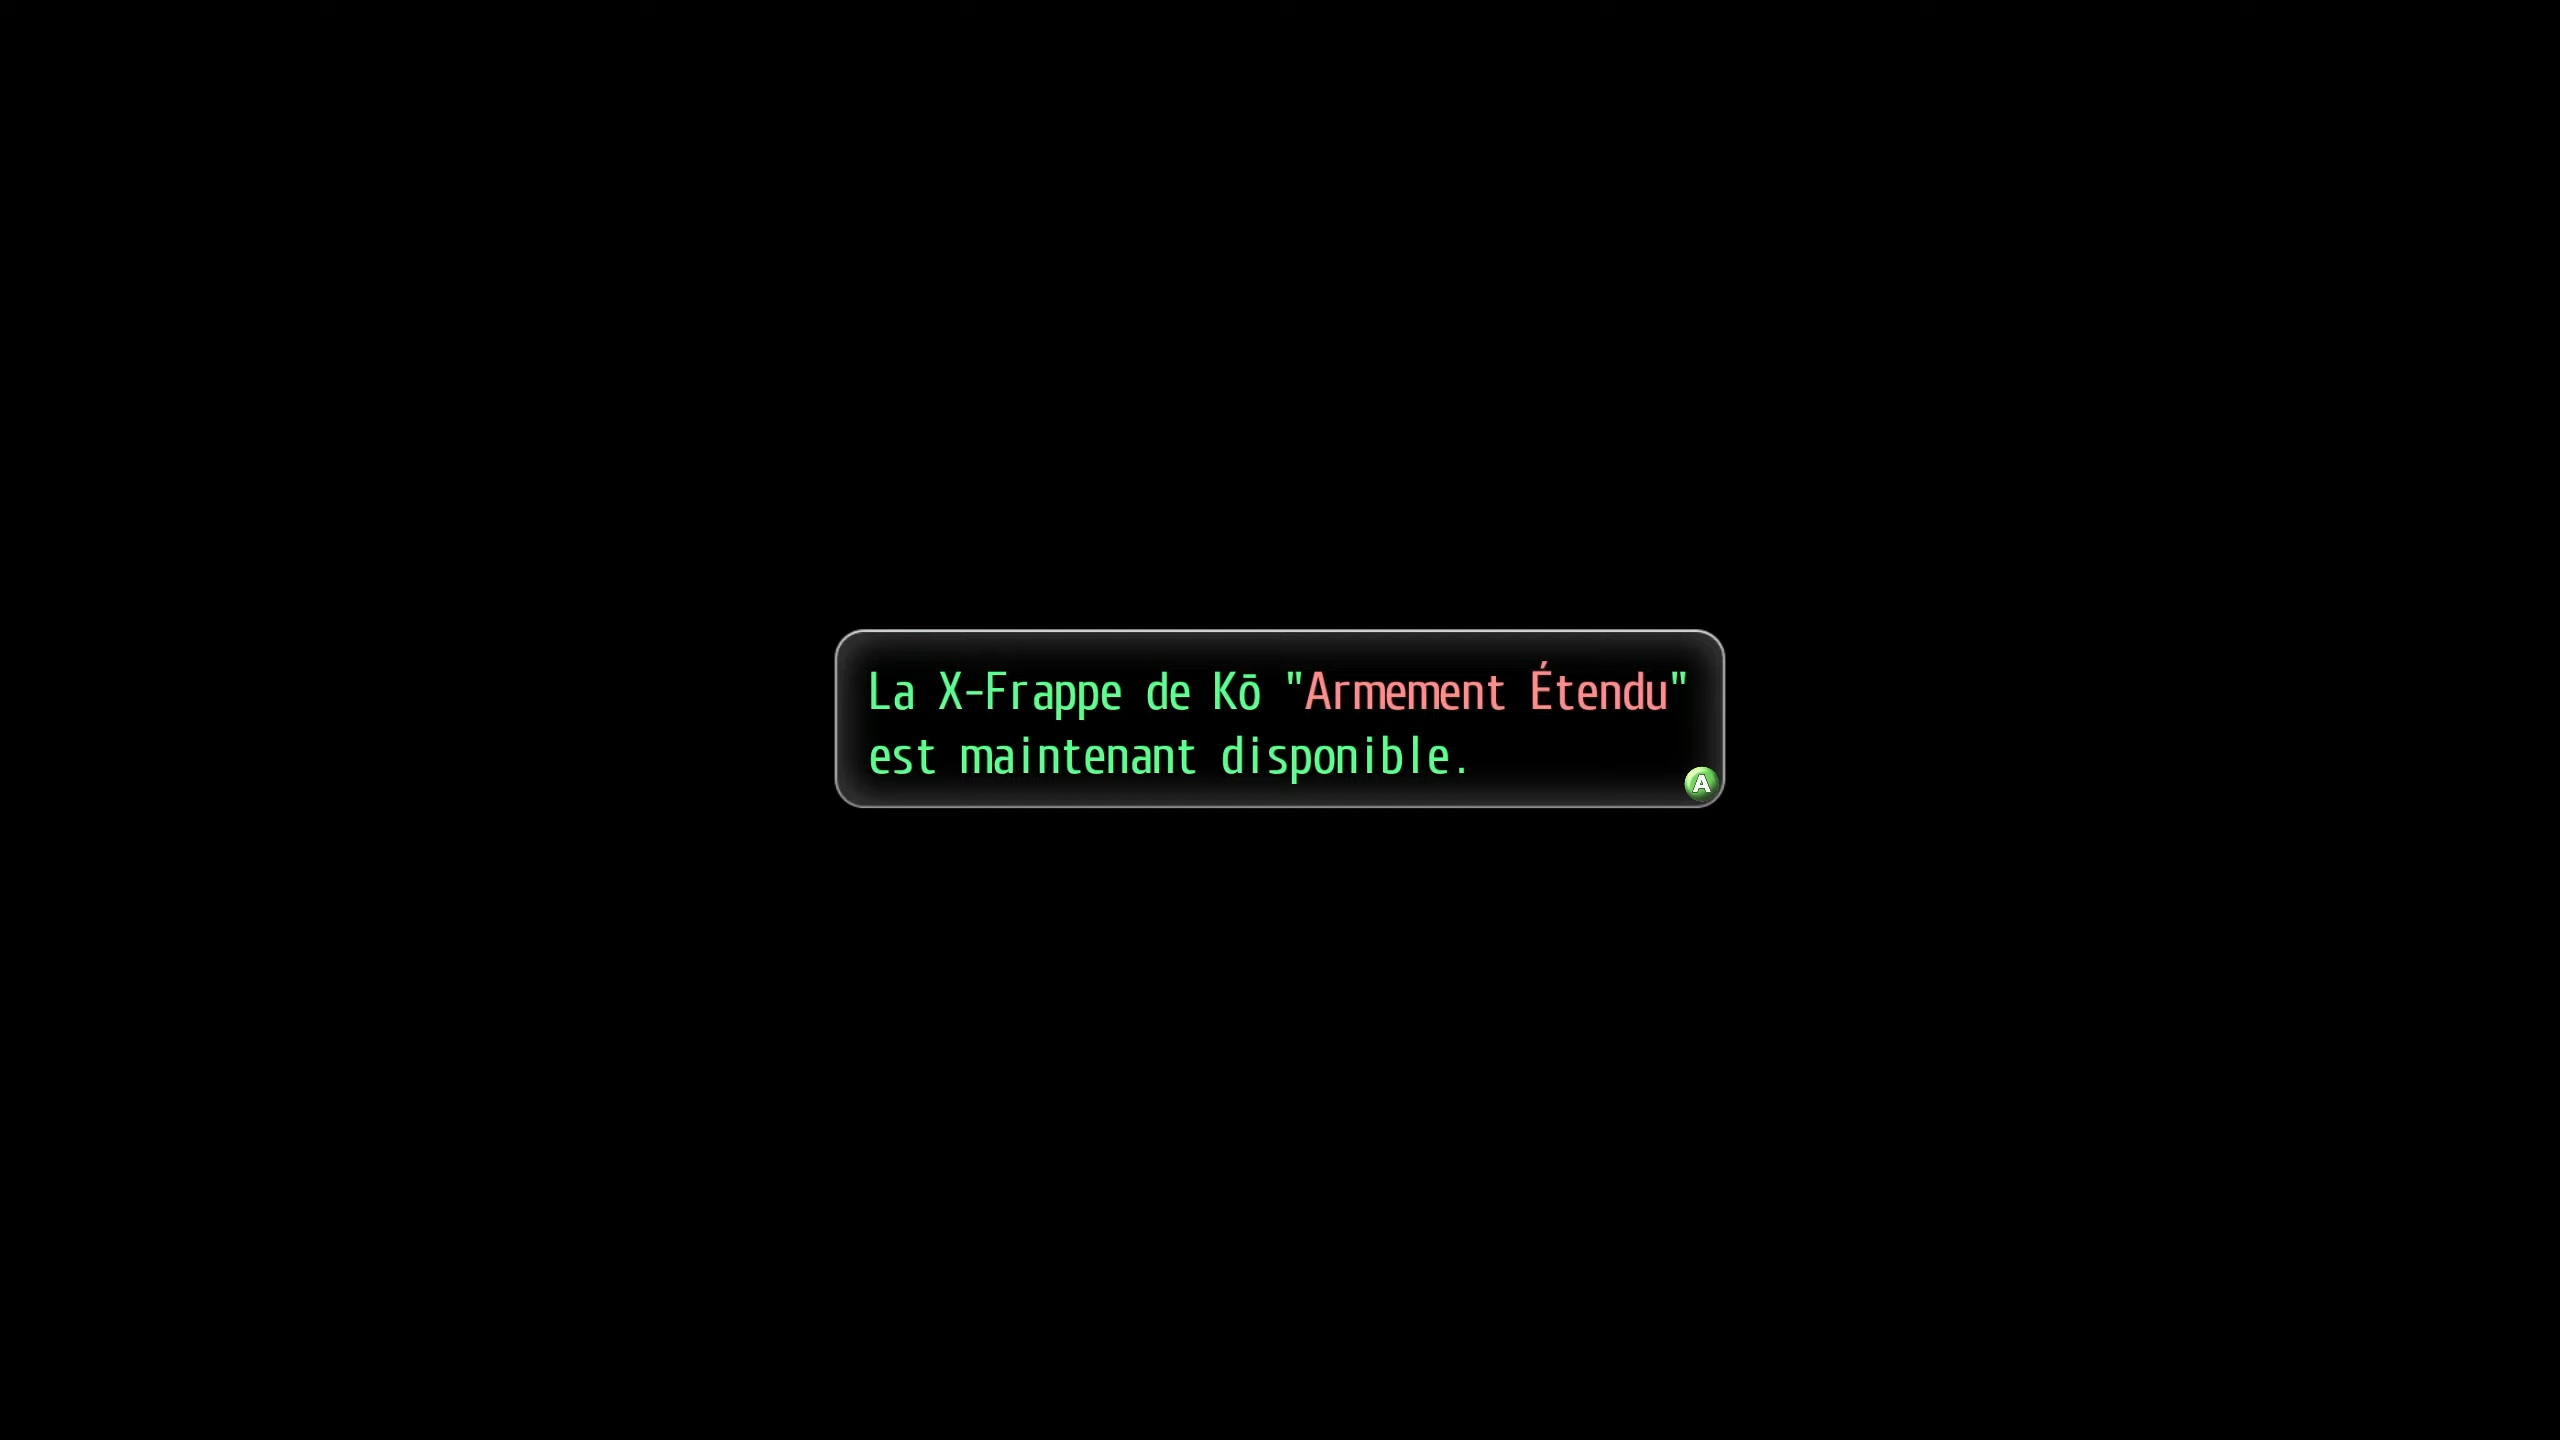 La X-Frappe de Kō "Armement Étendu"
est maintenant disponible.
A